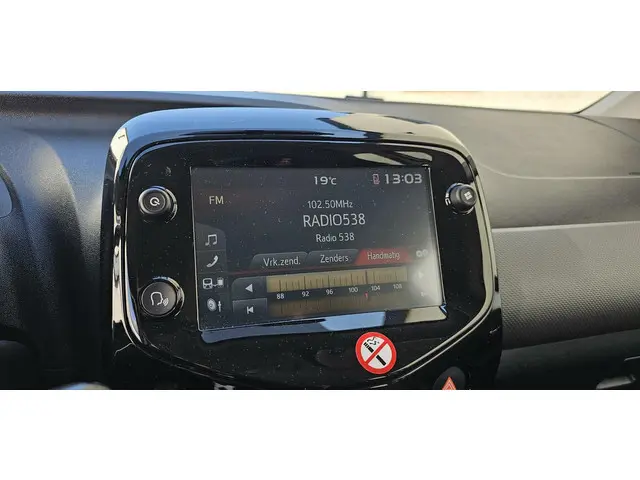 19°c 13:03
FM
102.50MHz
RADIO538
Radio 538
Vrk.zend. Zenders Handmatig
88 92 96 100 104 108